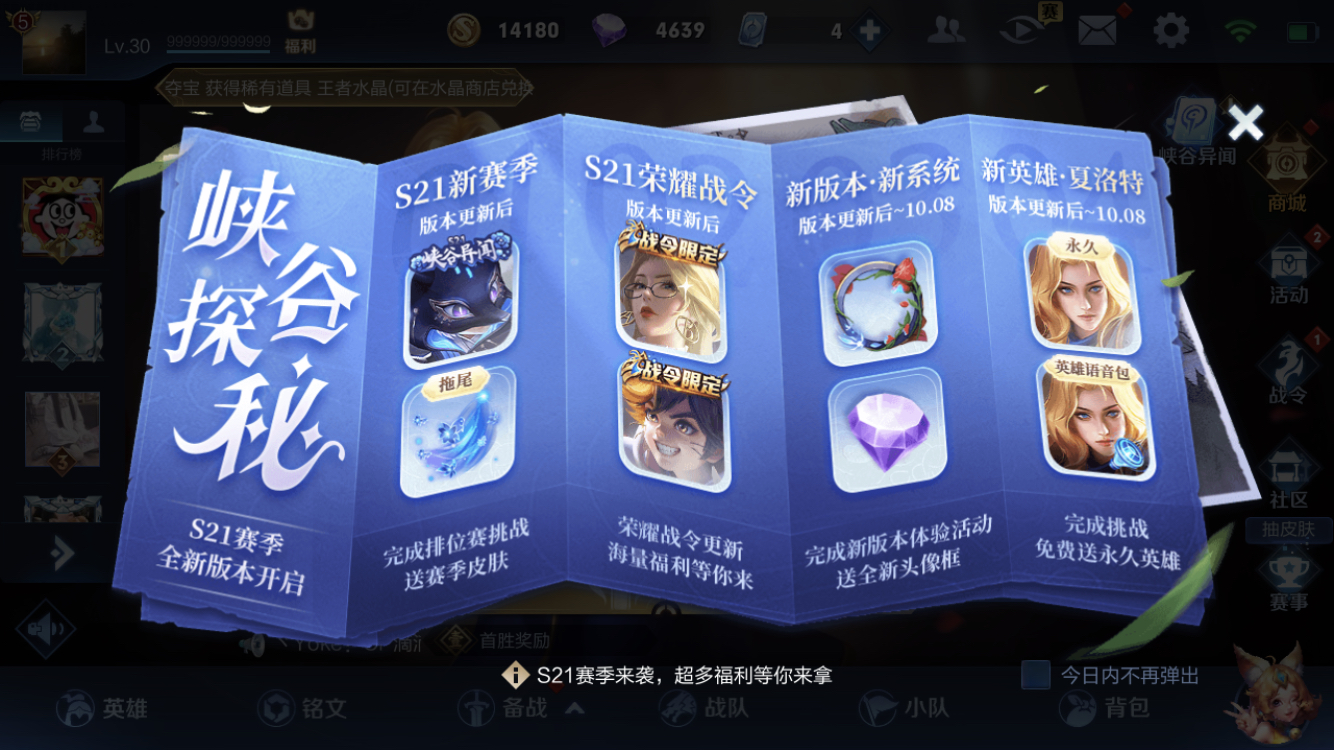 5
Lv.30
999999/999999
福利
14180
4639
4
赛
夺宝 获得稀有道具 王者水晶(可在水晶商店兑换
排行榜
1
2
3
峡谷探秘
S21赛季
全新版本开启
S21新赛季
版本更新后
S21
峡谷异闻
拖尾
完成排位赛挑战
送赛季皮肤
S21荣耀战令
版本更新后
战令限定
战令限定
荣耀战令更新
海量福利等你来
新版本·新系统
版本更新后~10.08
完成新版本体验活动
送全新头像框
新英雄·夏洛特
版本更新后~10.08
永久
英雄语音包
完成挑战
免费送永久英雄
峡谷异闻
商城
2
活动
1
战令
社区
抽皮肤
赛事
首胜奖励
S21赛季来袭，超多福利等你来拿
今日内不再弹出
英雄
铭文
备战
战队
小队
背包